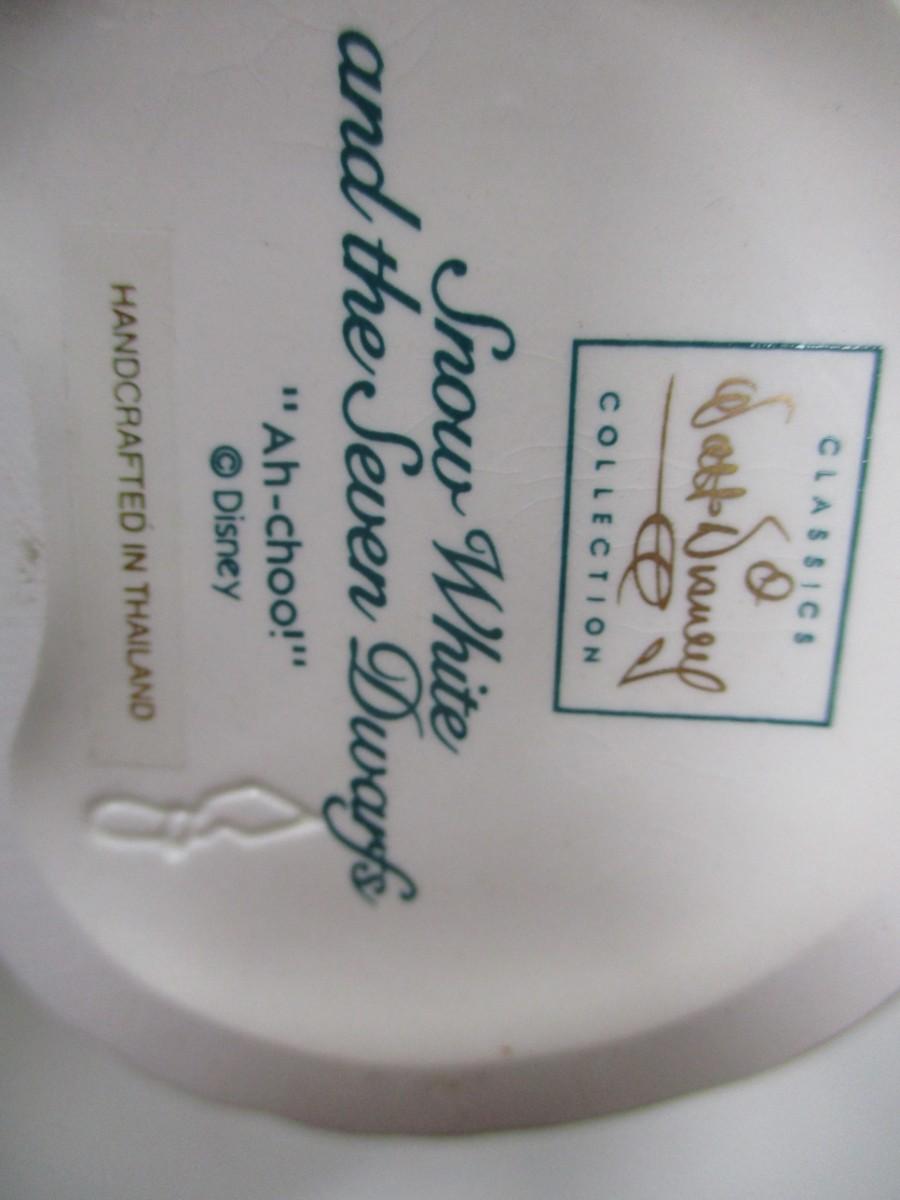 CLASSICS
Walt Disney
COLLECTION
Snow White
and the Seven Dwarfs
"Ah-choo!"
© Disney
HANDCRAFTED IN THAILAND